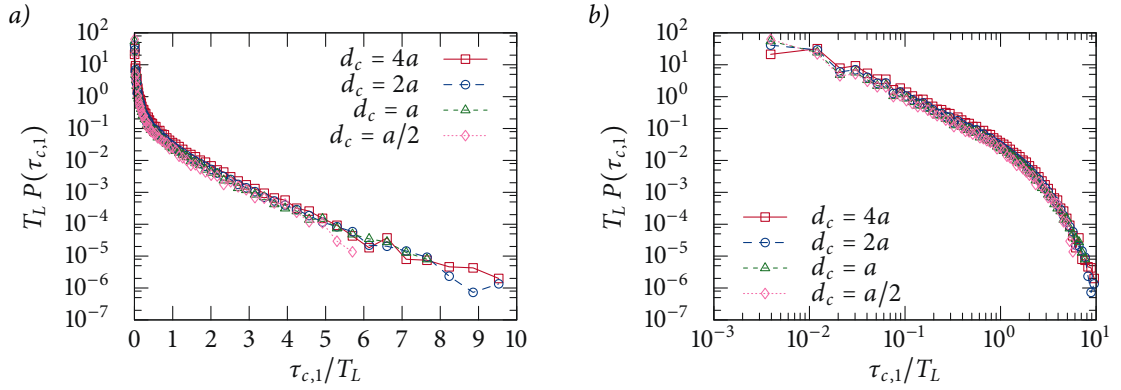 a)
10^2
10^1
10^0
10^-1
10^-2
10^-3
10^-4
10^-5
10^-6
10^-7
T_L P(τ_c,1)
d_c = 4a
d_c = 2a
d_c = a
d_c = a/2
0 1 2 3 4 5 6 7 8 9 10
τ_c,1/T_L
b)
10^2
10^1
10^0
10^-1
10^-2
10^-3
10^-4
10^-5
10^-6
10^-7
T_L P(τ_c,1)
d_c = 4a
d_c = 2a
d_c = a
d_c = a/2
10^-3 10^-2 10^-1 10^0 10^1
τ_c,1/T_L